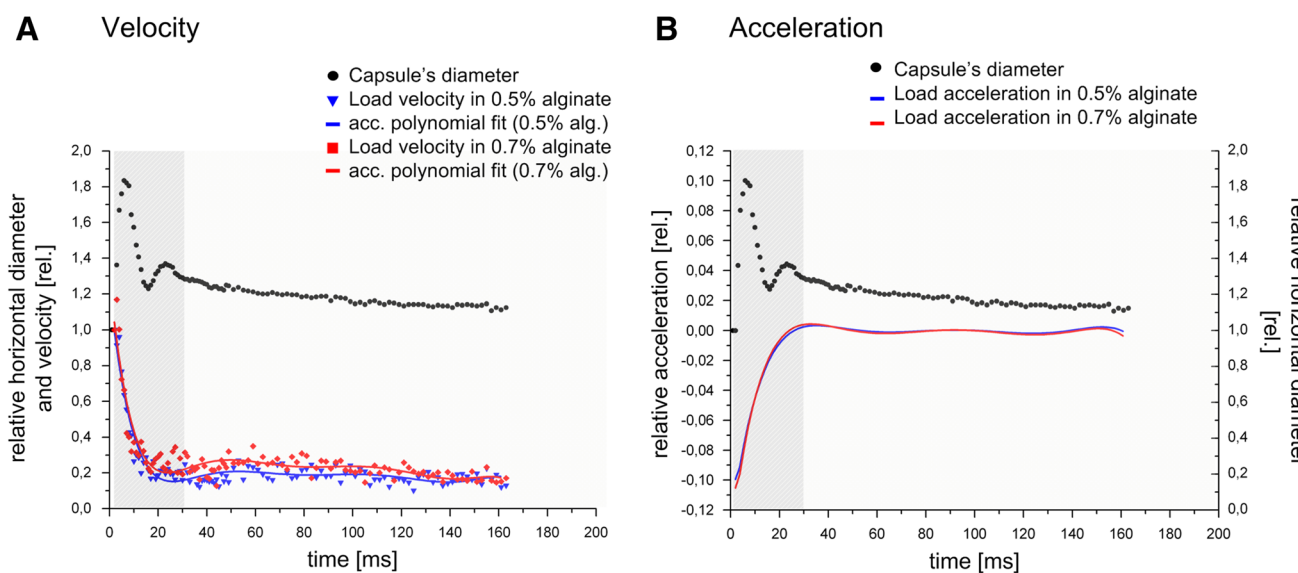 A Velocity
Capsule's diameter
Load velocity in 0.5% alginate
acc. polynomial fit (0.5% alg.)
Load velocity in 0.7% alginate
acc. polynomial fit (0.7% alg.)
2,0
1,8
1,6
1,4
1,2
1,0
0,8
0,6
0,4
0,2
0,0
relative horizontal diameter
and velocity [rel.]
0 20 40 60 80 100 120 140 160 180 200
time [ms]
B Acceleration
Capsule's diameter
Load acceleration in 0.5% alginate
Load acceleration in 0.7% alginate
0,12
0,10
0,08
0,06
0,04
0,02
0,00
-0,02
-0,04
-0,06
-0,08
-0,10
-0,12
relative acceleration [rel.]
0 20 40 60 80 100 120 140 160 180 200
time [ms]
2,0
1,8
1,6
1,4
1,2
1,0
0,8
0,6
0,4
0,2
0,0
relative horizontal diameter
[rel.]